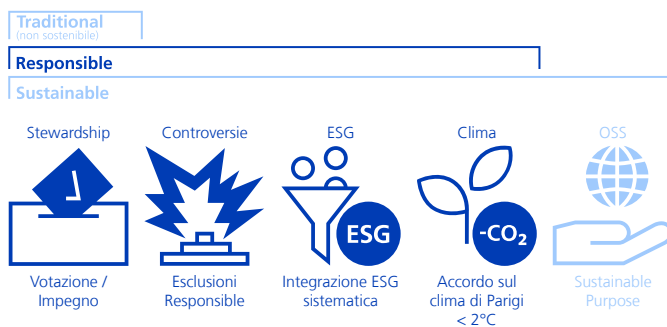 Traditional
(non sostenibile)
Responsible
Sustainable
Stewardship
Controversie
ESG
Clima
OSS
ESG
-CO₂
Votazione /
Impegno
Esclusioni
Responsible
Integrazione ESG
sistematica
Accordo sul
clima di Parigi
< 2°C
Sustainable
Purpose